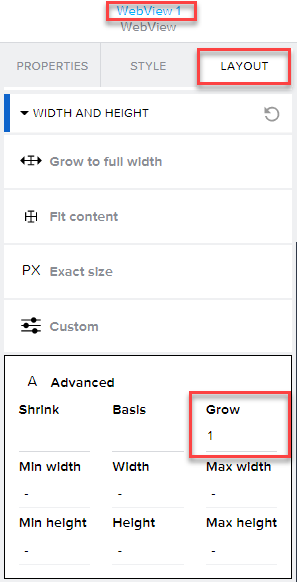 WebView 1
WebView
PROPERTIES STYLE LAYOUT
WIDTH AND HEIGHT
Grow to full width
Fit content
PX Exact size
Custom
A Advanced
Shrink Basis Grow
1
Min width Width Max width
- - -
Min height Height Max height
- - -